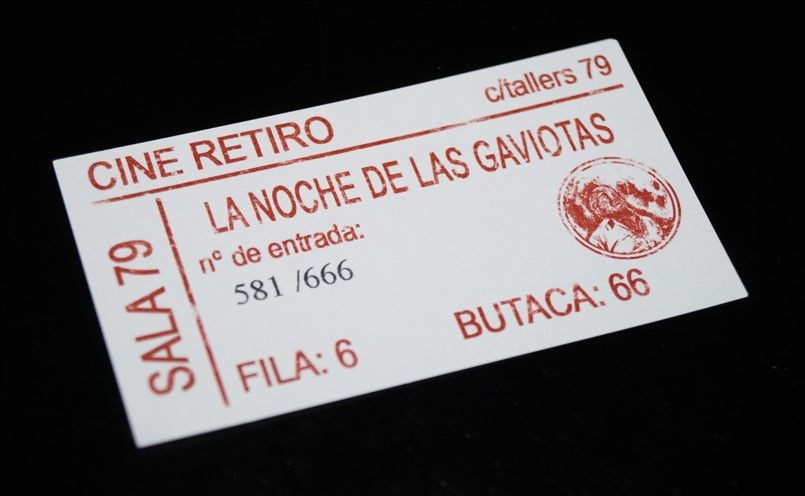 CINE RETIRO
c/tallers 79
LA NOCHE DE LAS GAVIOTAS
nº de entrada:
581 /666
SALA 79
FILA: 6
BUTACA: 66